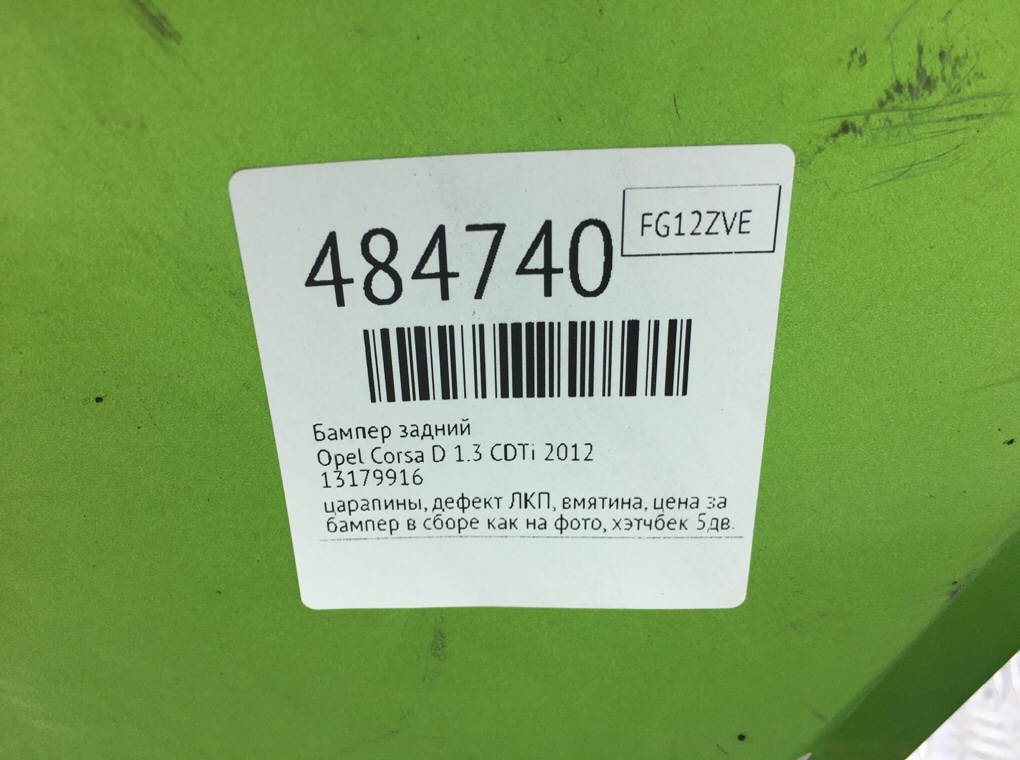 FG12ZVE
484740
Бампер задний
Opel Corsa D 1.3 CDTi 2012
13179916
царапины, дефект ЛКП, вмятина, цена за
бампер в сборе как на фото, хэтчбек 5дв.